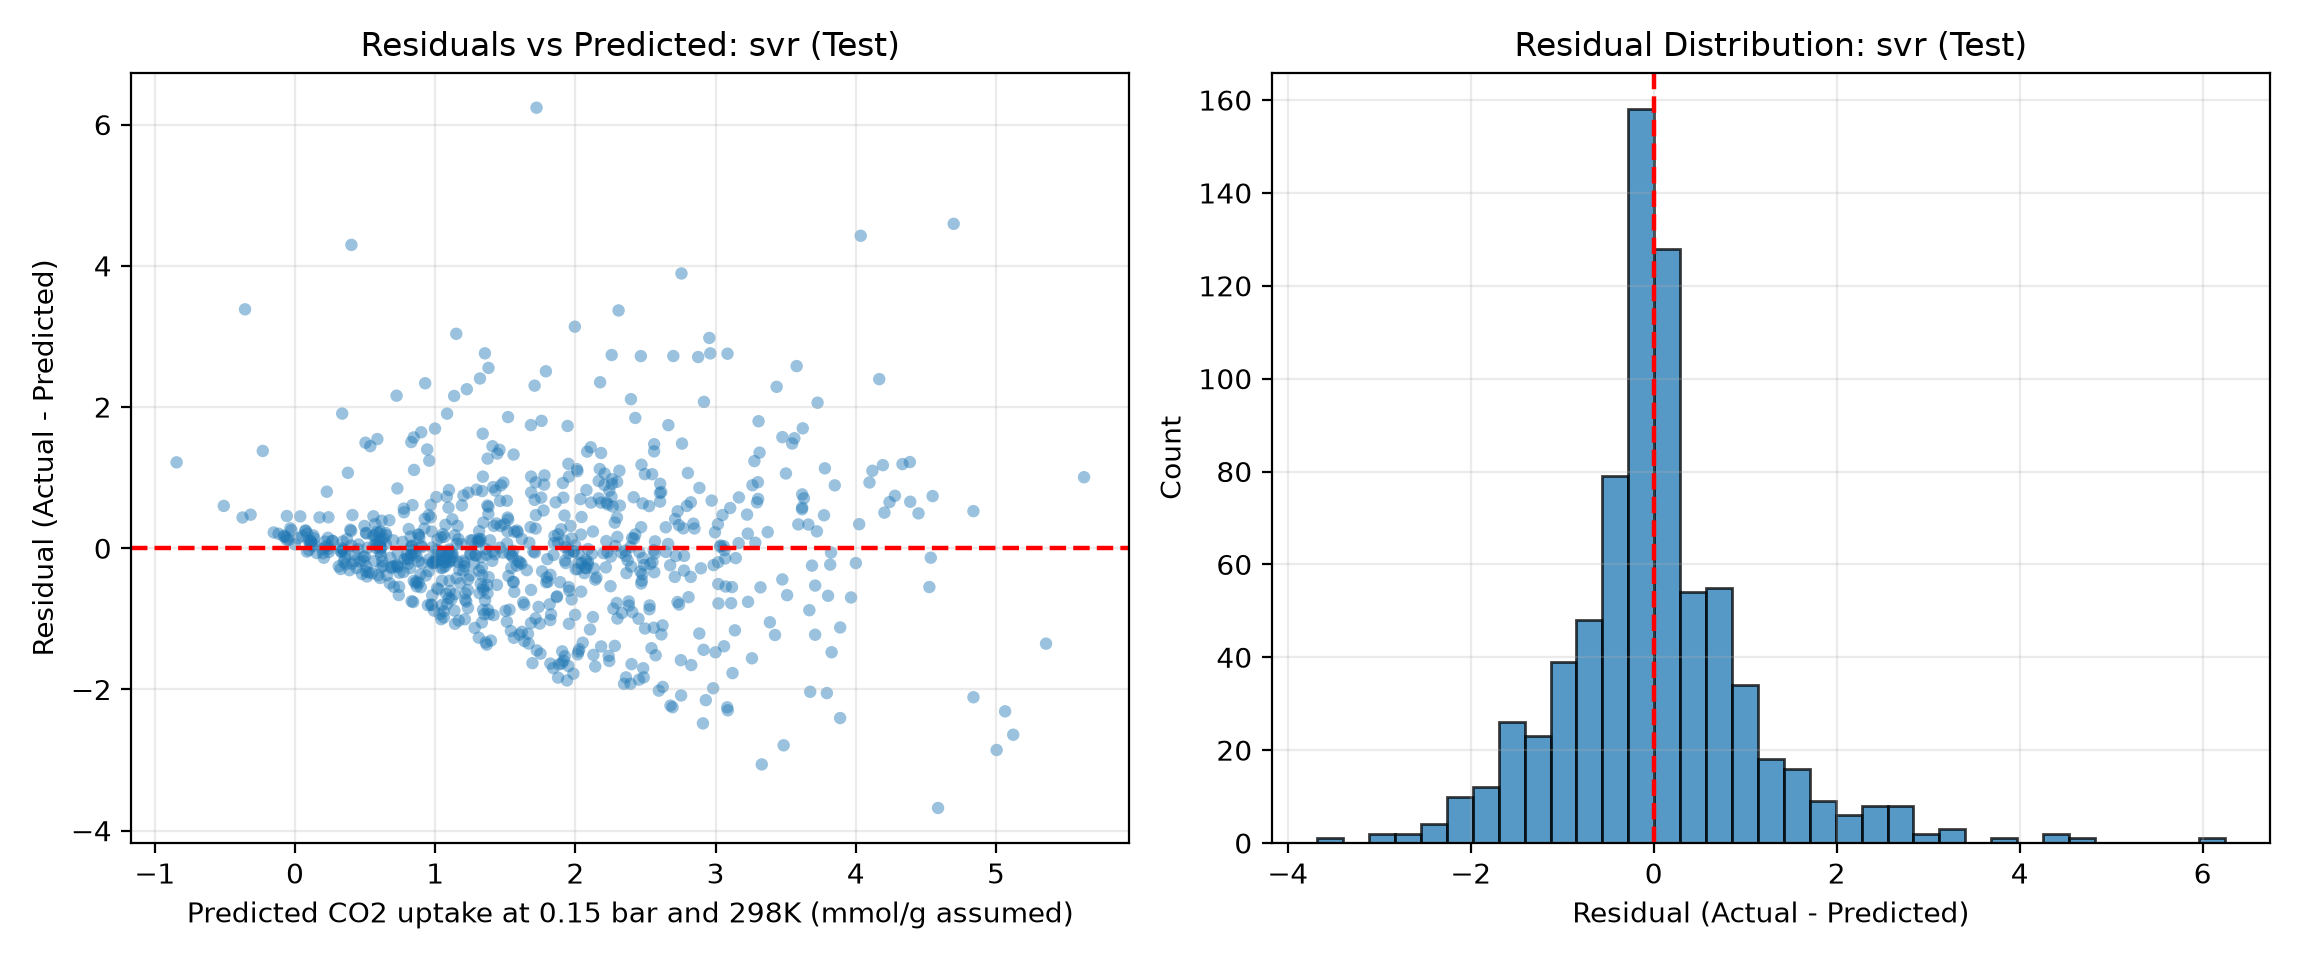 Residuals vs Predicted: svr (Test)
Residual (Actual - Predicted)
6
4
2
0
−2
−4
−1 0 1 2 3 4 5
Predicted CO2 uptake at 0.15 bar and 298K (mmol/g assumed)
Residual Distribution: svr (Test)
Count
160
140
120
100
80
60
40
20
0
−4 −2 0 2 4 6
Residual (Actual - Predicted)